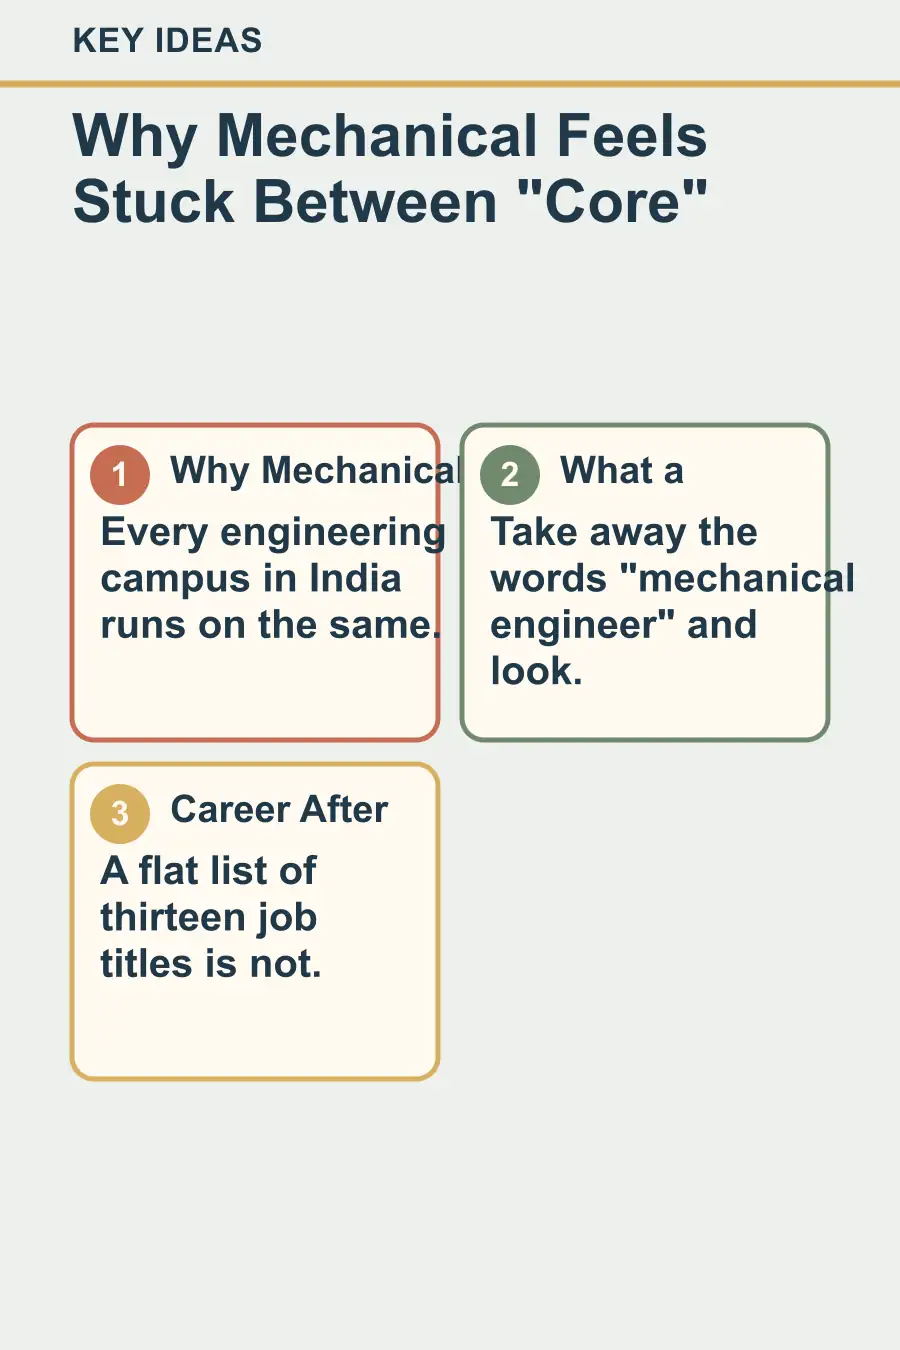 KEY IDEAS
Why Mechanical Feels
Stuck Between "Core"
1
Why Mechanical
Every engineering
campus in India
runs on the same.
2
What a
Take away the
words "mechanical
engineer" and
look.
3
Career After
A flat list of
thirteen job
titles is not.